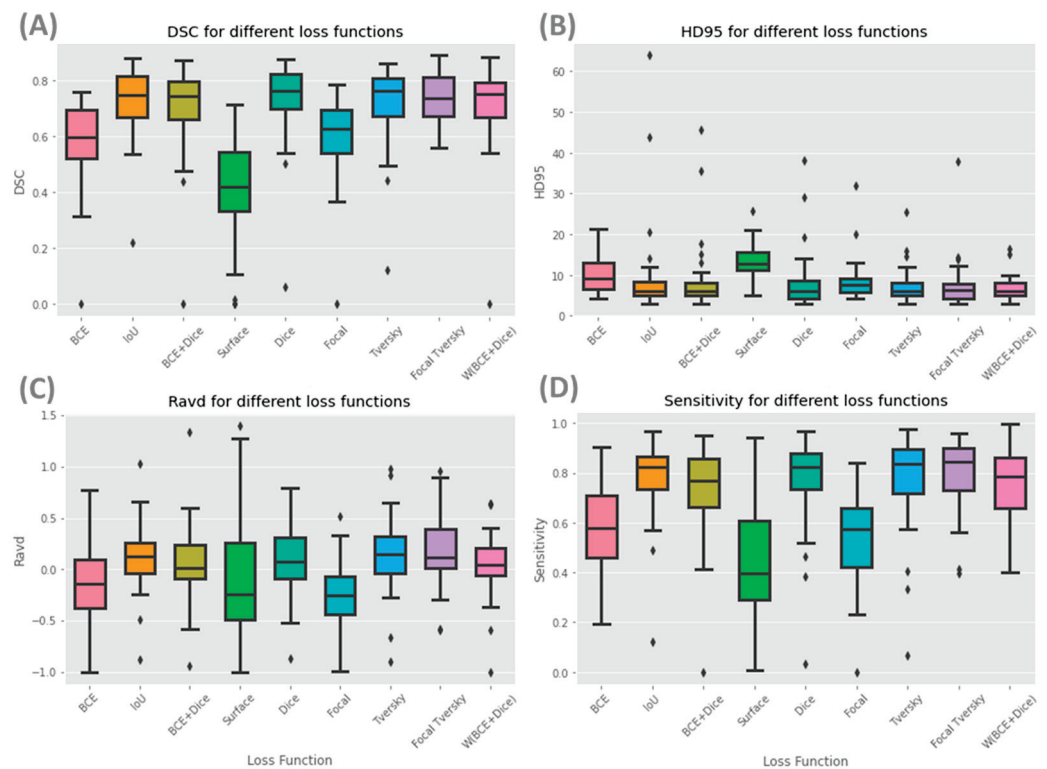 (A)
DSC for different loss functions
DSC
0.8
0.6
0.4
0.2
0.0
BCE
IoU
BCE+Dice
Surface
Dice
Focal
Tversky
Focal Tversky
W(BCE+Dice)
(B)
HD95 for different loss functions
HD95
60
50
40
30
20
10
0
BCE
IoU
BCE+Dice
Surface
Dice
Focal
Tversky
Focal Tversky
W(BCE+Dice)
(C)
Ravd for different loss functions
Ravd
1.5
1.0
0.5
0.0
−0.5
−1.0
BCE
IoU
BCE+Dice
Surface
Dice
Focal
Tversky
Focal Tversky
W(BCE+Dice)
Loss Function
(D)
Sensitivity for different loss functions
Sensitivity
1.0
0.8
0.6
0.4
0.2
0.0
BCE
IoU
BCE+Dice
Surface
Dice
Focal
Tversky
Focal Tversky
W(BCE+Dice)
Loss Function